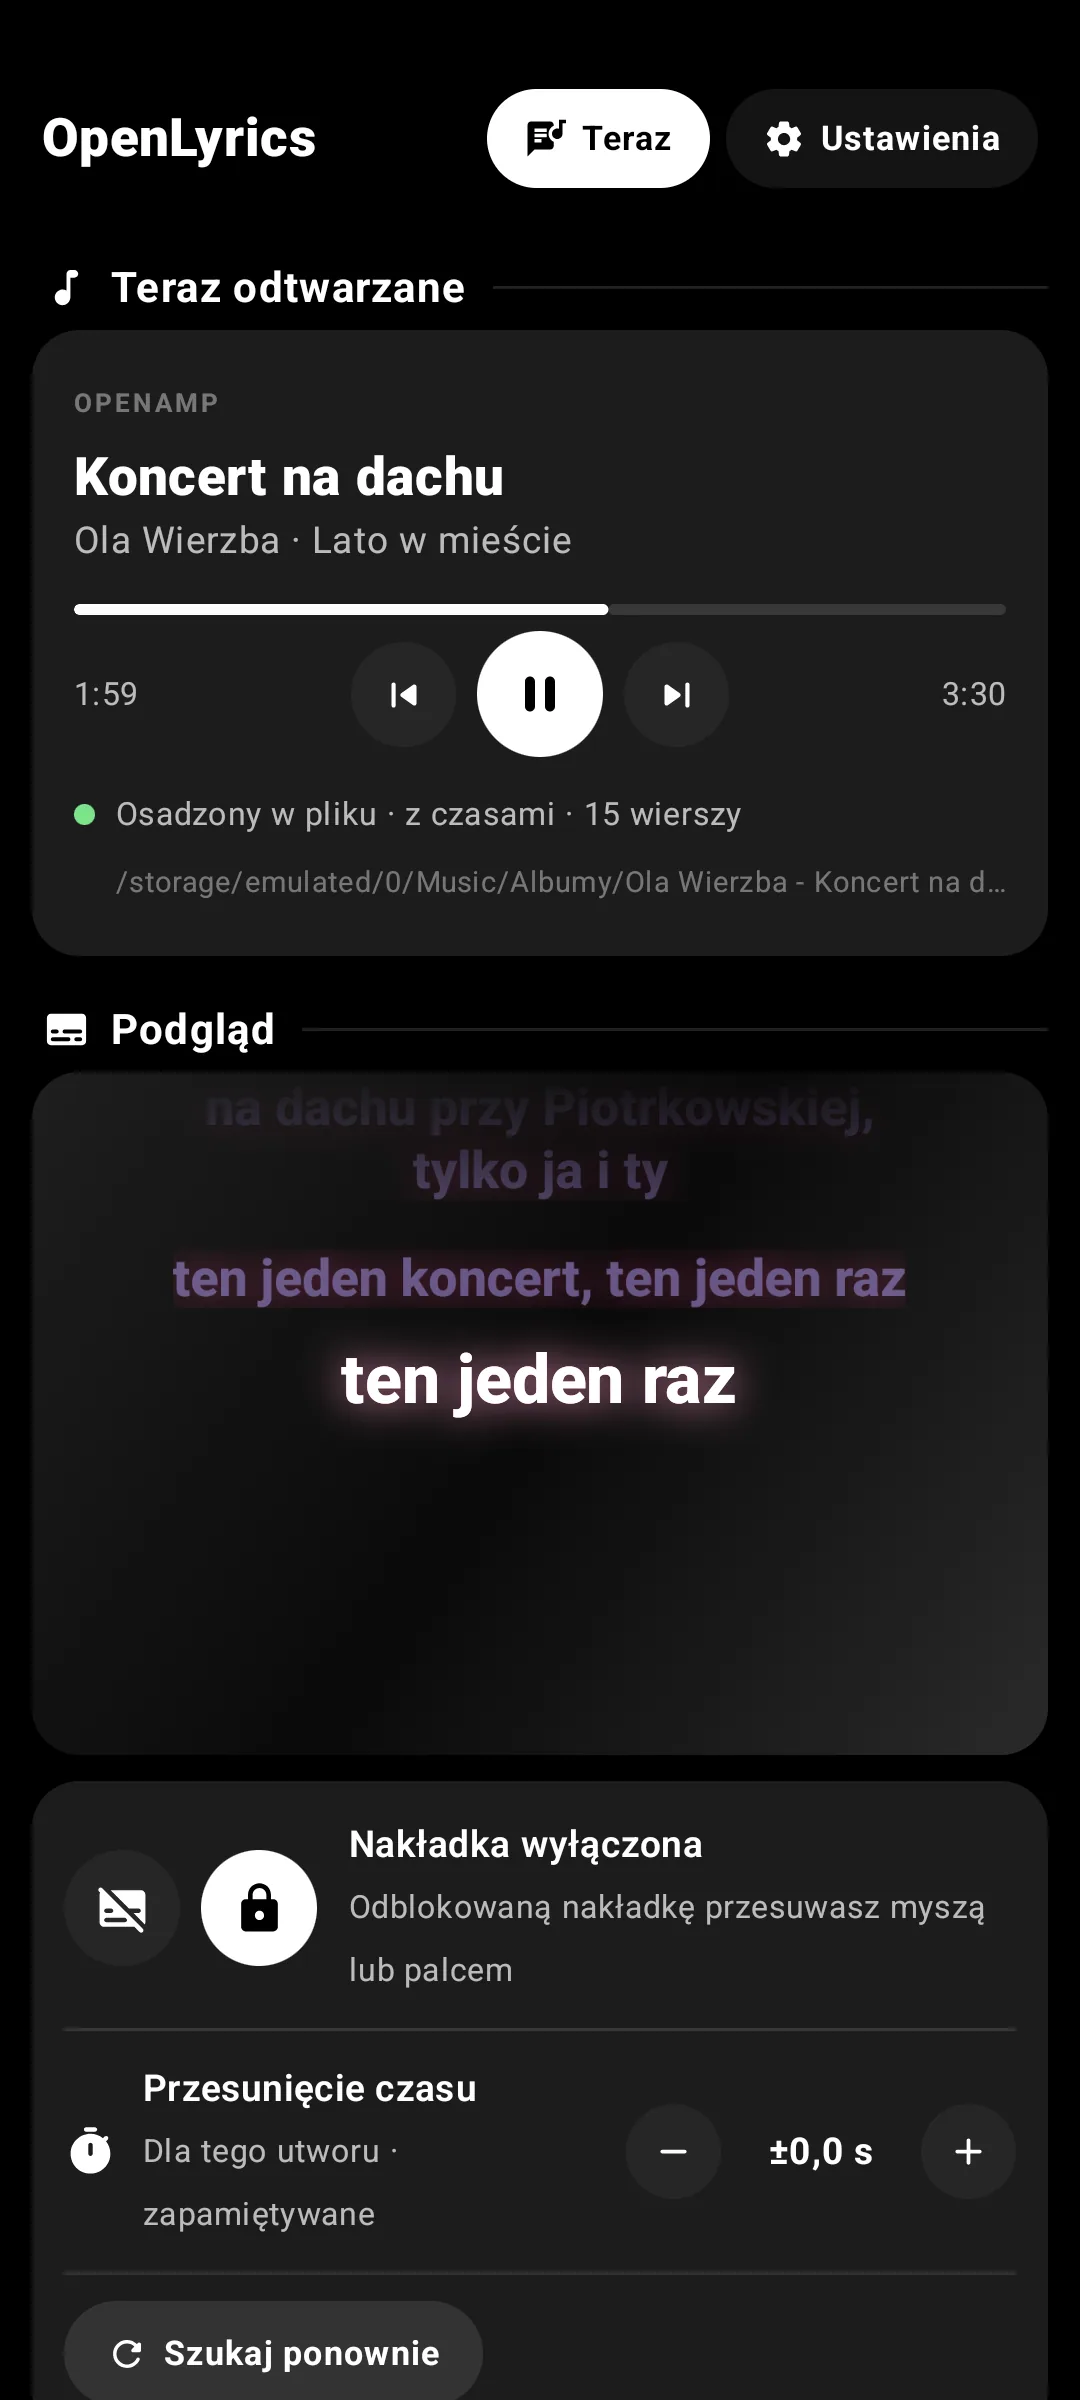 OpenLyrics
Teraz
Ustawienia
Teraz odtwarzane
OPENAMP
Koncert na dachu
Ola Wierzba · Lato w mieście
1:59
3:30
Osadzony w pliku · z czasami · 15 wierszy
/storage/emulated/0/Music/Albumy/Ola Wierzba - Koncert na d…
Podgląd
na dachu przy Piotrkowskiej,
tylko ja i ty
ten jeden koncert, ten jeden raz
ten jeden raz
Nakładka wyłączona
Odblokowaną nakładkę przesuwasz myszą
lub palcem
Przesunięcie czasu
Dla tego utworu ·
zapamiętywane
±0,0 s
Szukaj ponownie